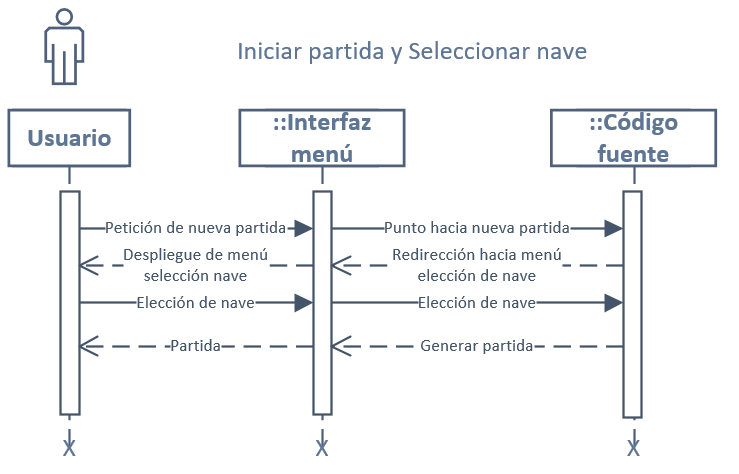 Iniciar partida y Seleccionar nave
Usuario
::Interfaz
menú
::Código
fuente
Petición de nueva partida
Punto hacia nueva partida
Despliegue de menú
selección nave
Redirección hacia menú
elección de nave
Elección de nave
Elección de nave
Partida
Generar partida